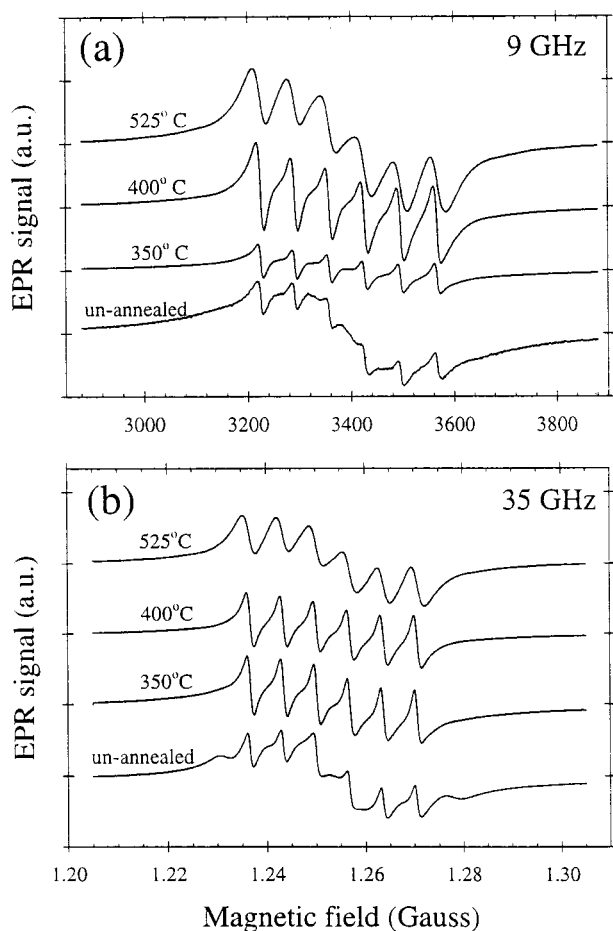 (a)
9 GHz
EPR signal (a.u.)
525° C
400° C
350° C
un-annealed
3000 3200 3400 3600 3800
(b)
35 GHz
EPR signal (a.u.)
525°C
400°C
350°C
un-annealed
1.20 1.22 1.24 1.26 1.28 1.30
Magnetic field (Gauss)